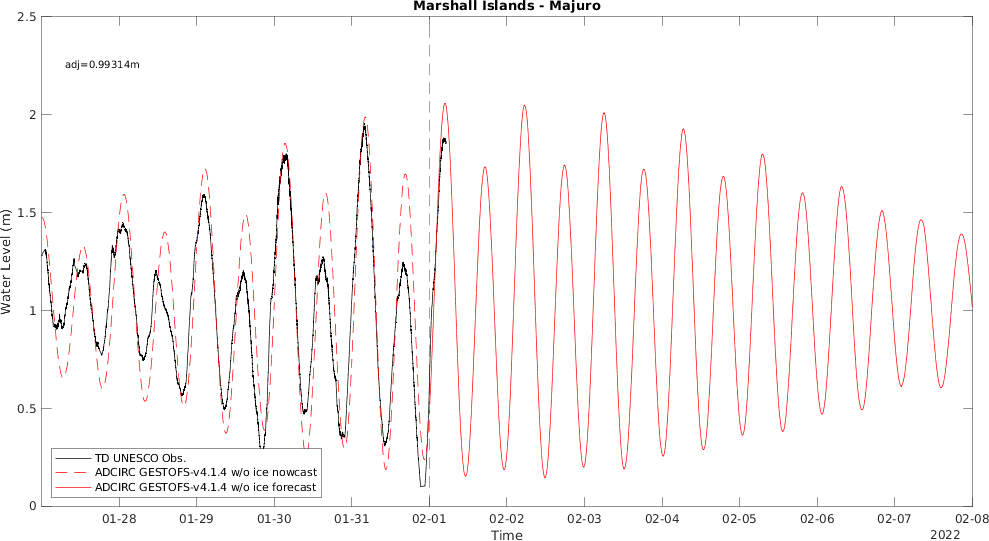 Marshall Islands - Majuro
2.5
adj=0.99314m
2
1.5
Water Level (m)
1
0.5
TD UNESCO Obs.
ADCIRC GESTOFS-v4.1.4 w/o ice nowcast
ADCIRC GESTOFS-v4.1.4 w/o ice forecast
0
01-28 01-29 01-30 01-31 02-01 02-02 02-03 02-04 02-05 02-06 02-07 02-08
Time
2022